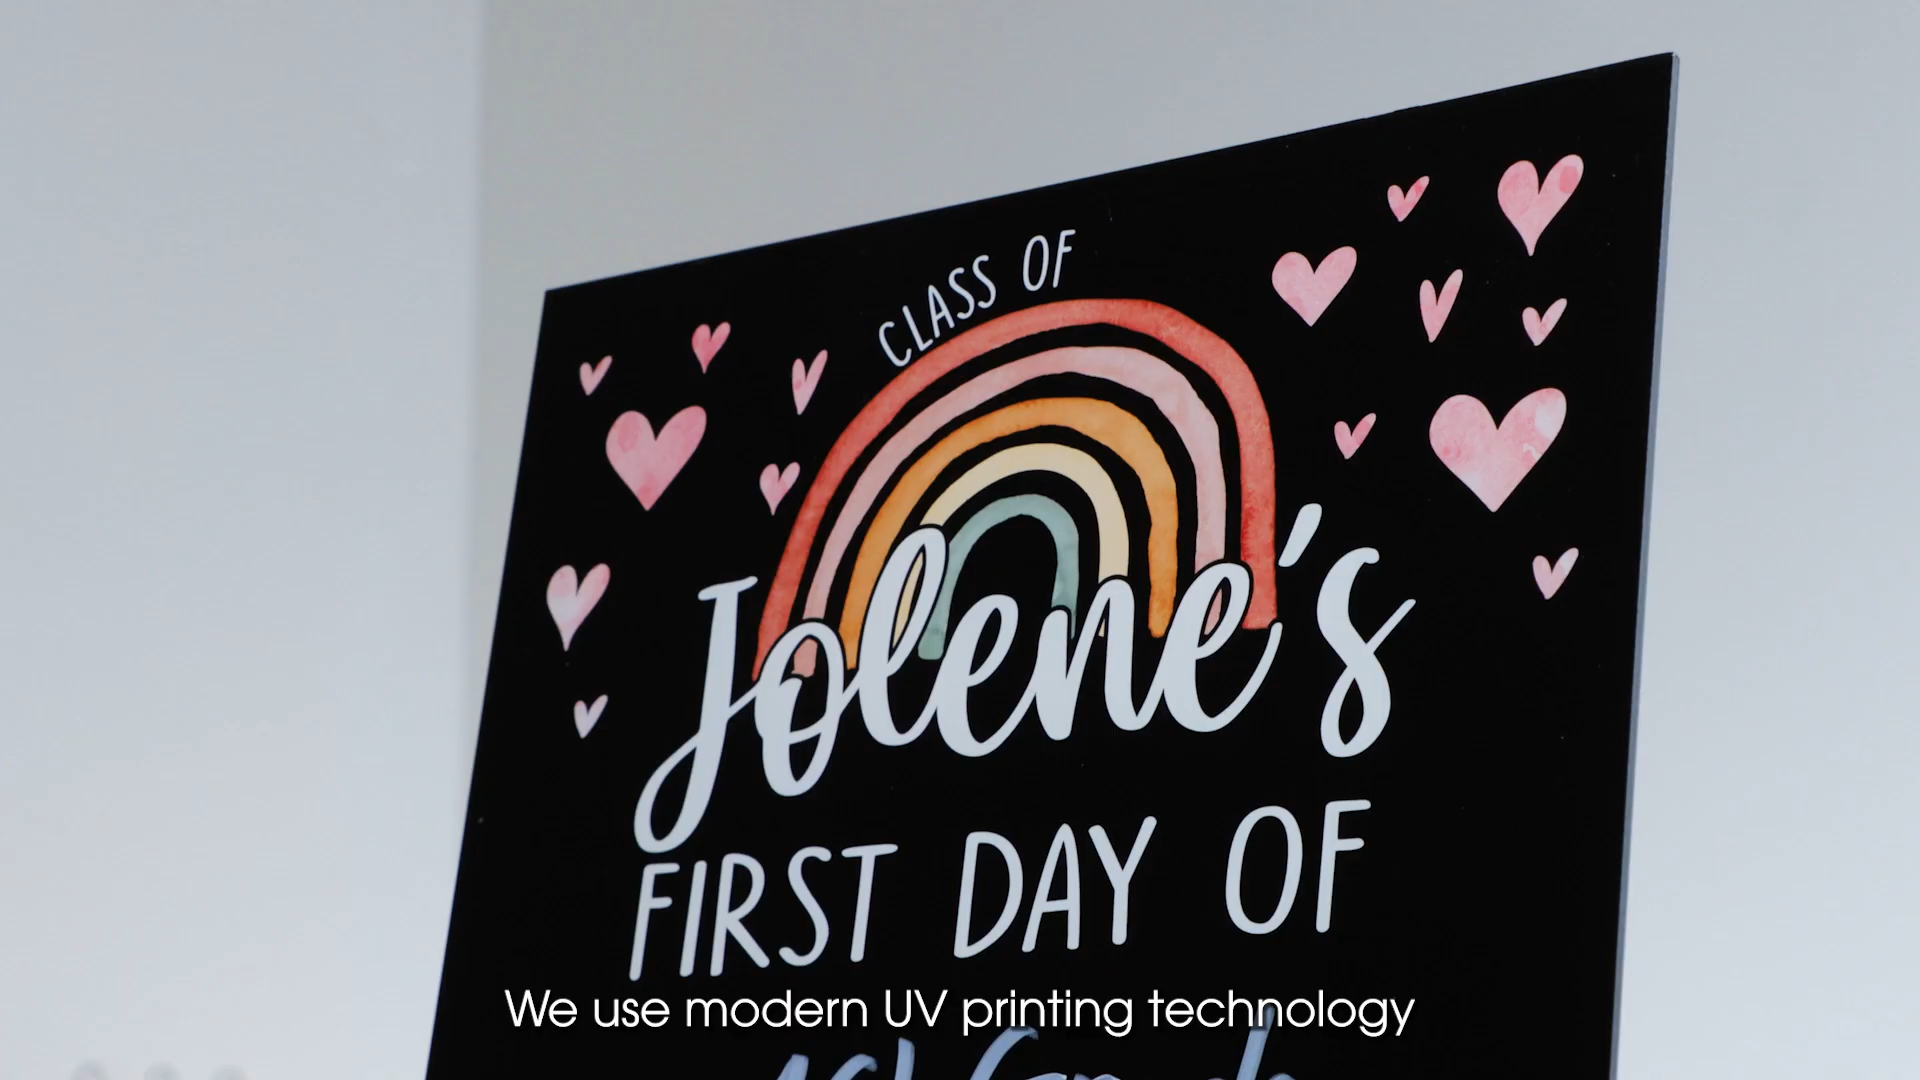 CLASS OF
Jolene's
FIRST DAY OF
We use modern UV printing technology